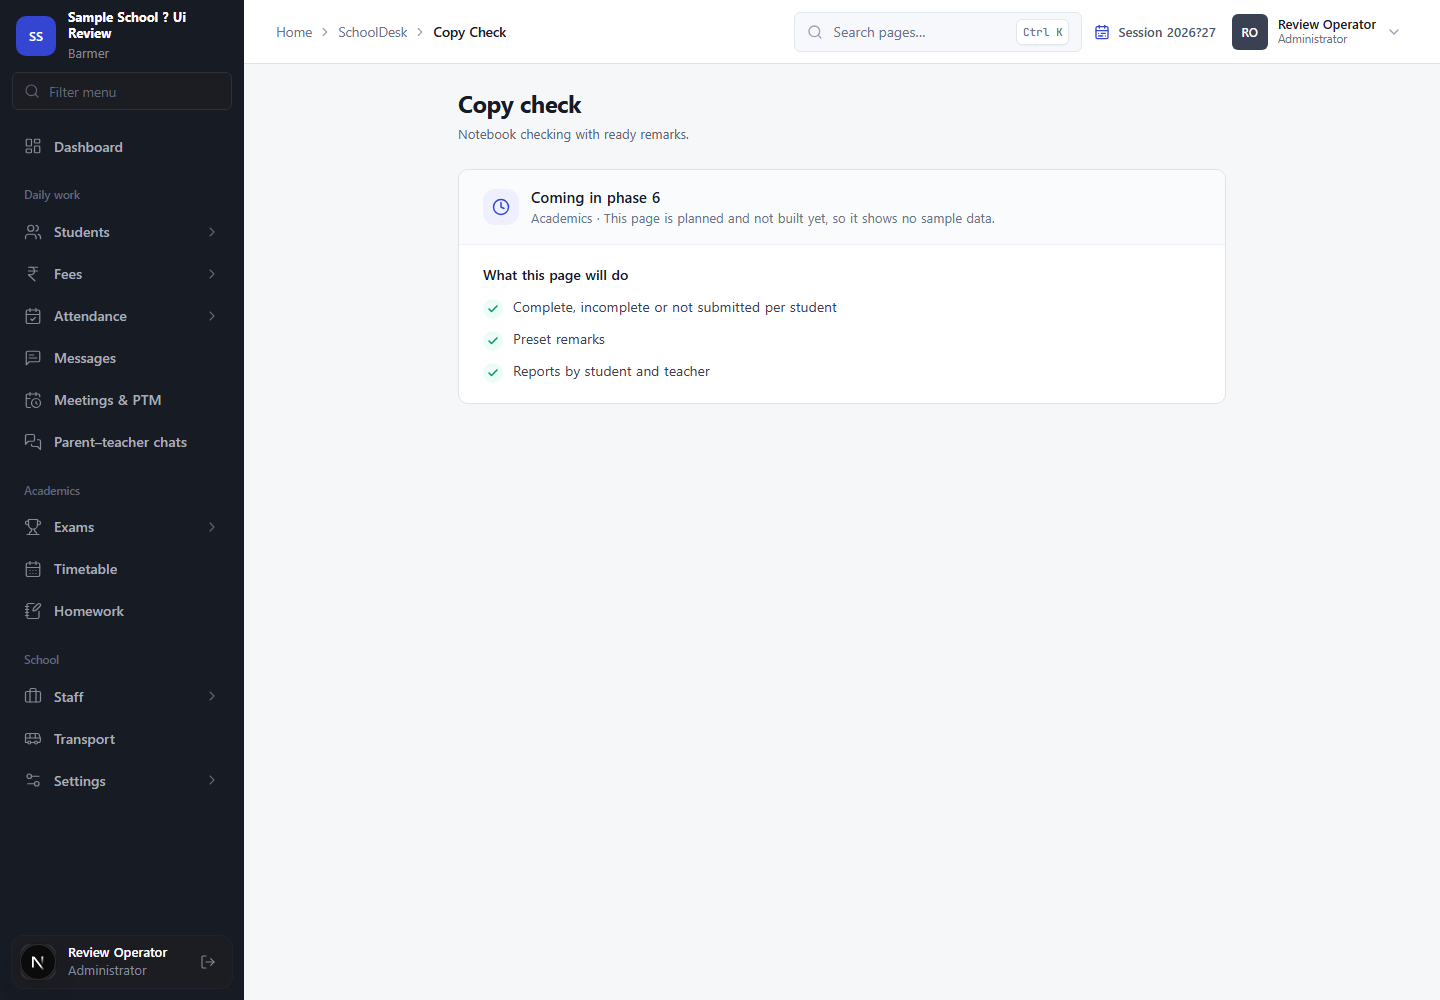 SS
Sample School ? Ui
Review
Barmer
Filter menu
Dashboard
Daily work
Students
Fees
Attendance
Messages
Meetings & PTM
Parent–teacher chats
Academics
Exams
Timetable
Homework
School
Staff
Transport
Settings
N
Review Operator
Administrator
Home > SchoolDesk > Copy Check
Search pages...
Ctrl K
Session 2026?27
RO
Review Operator
Administrator
Copy check
Notebook checking with ready remarks.
Coming in phase 6
Academics · This page is planned and not built yet, so it shows no sample data.
What this page will do
Complete, incomplete or not submitted per student
Preset remarks
Reports by student and teacher